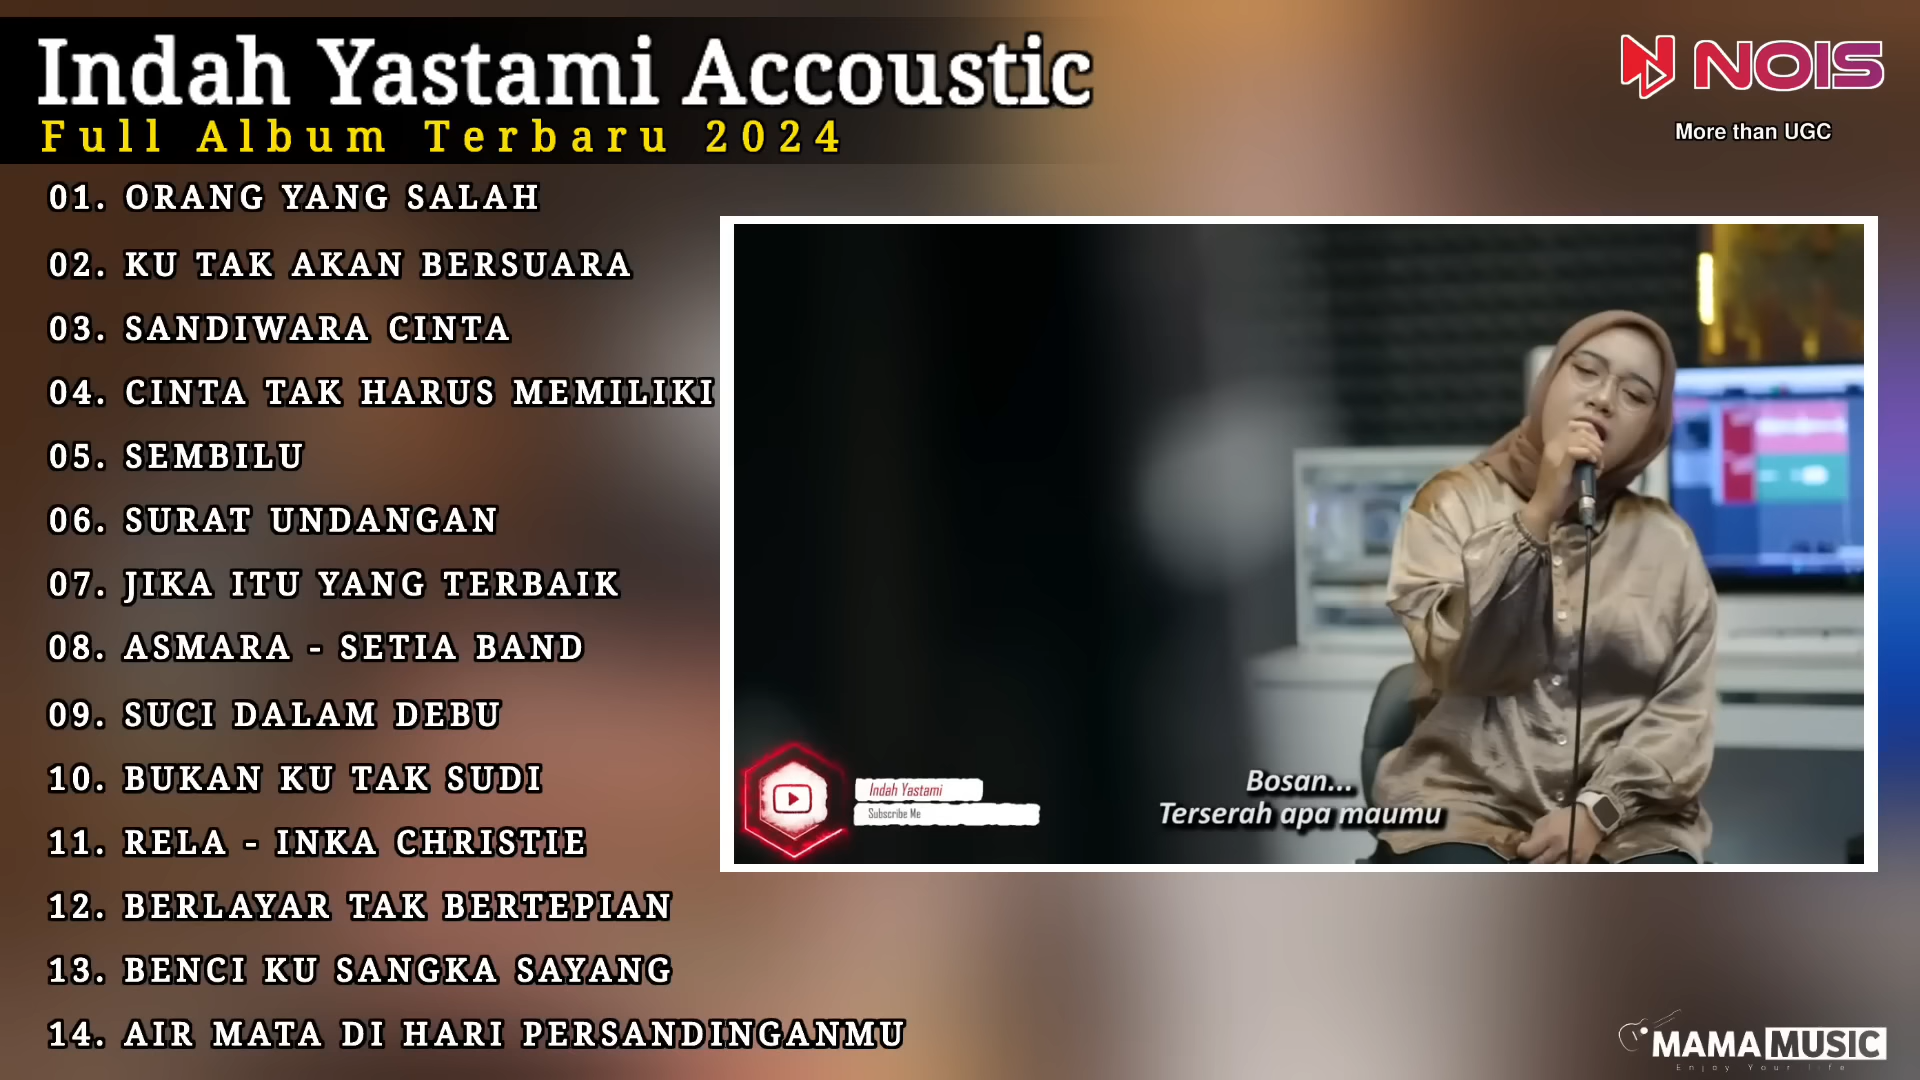 Indah Yastami Accoustic
Full Album Terbaru 2024
NOIS
More than UGC
01. ORANG YANG SALAH
02. KU TAK AKAN BERSUARA
03. SANDIWARA CINTA
04. CINTA TAK HARUS MEMILIKI
05. SEMBILU
06. SURAT UNDANGAN
07. JIKA ITU YANG TERBAIK
08. ASMARA - SETIA BAND
09. SUCI DALAM DEBU
10. BUKAN KU TAK SUDI
11. RELA - INKA CHRISTIE
12. BERLAYAR TAK BERTEPIAN
13. BENCI KU SANGKA SAYANG
14. AIR MATA DI HARI PERSANDINGANMU
Indah Yastami
Subscribe Me
Bosan...
Terserah apa maumu
MAMA MUSIC
Enjoy Your life